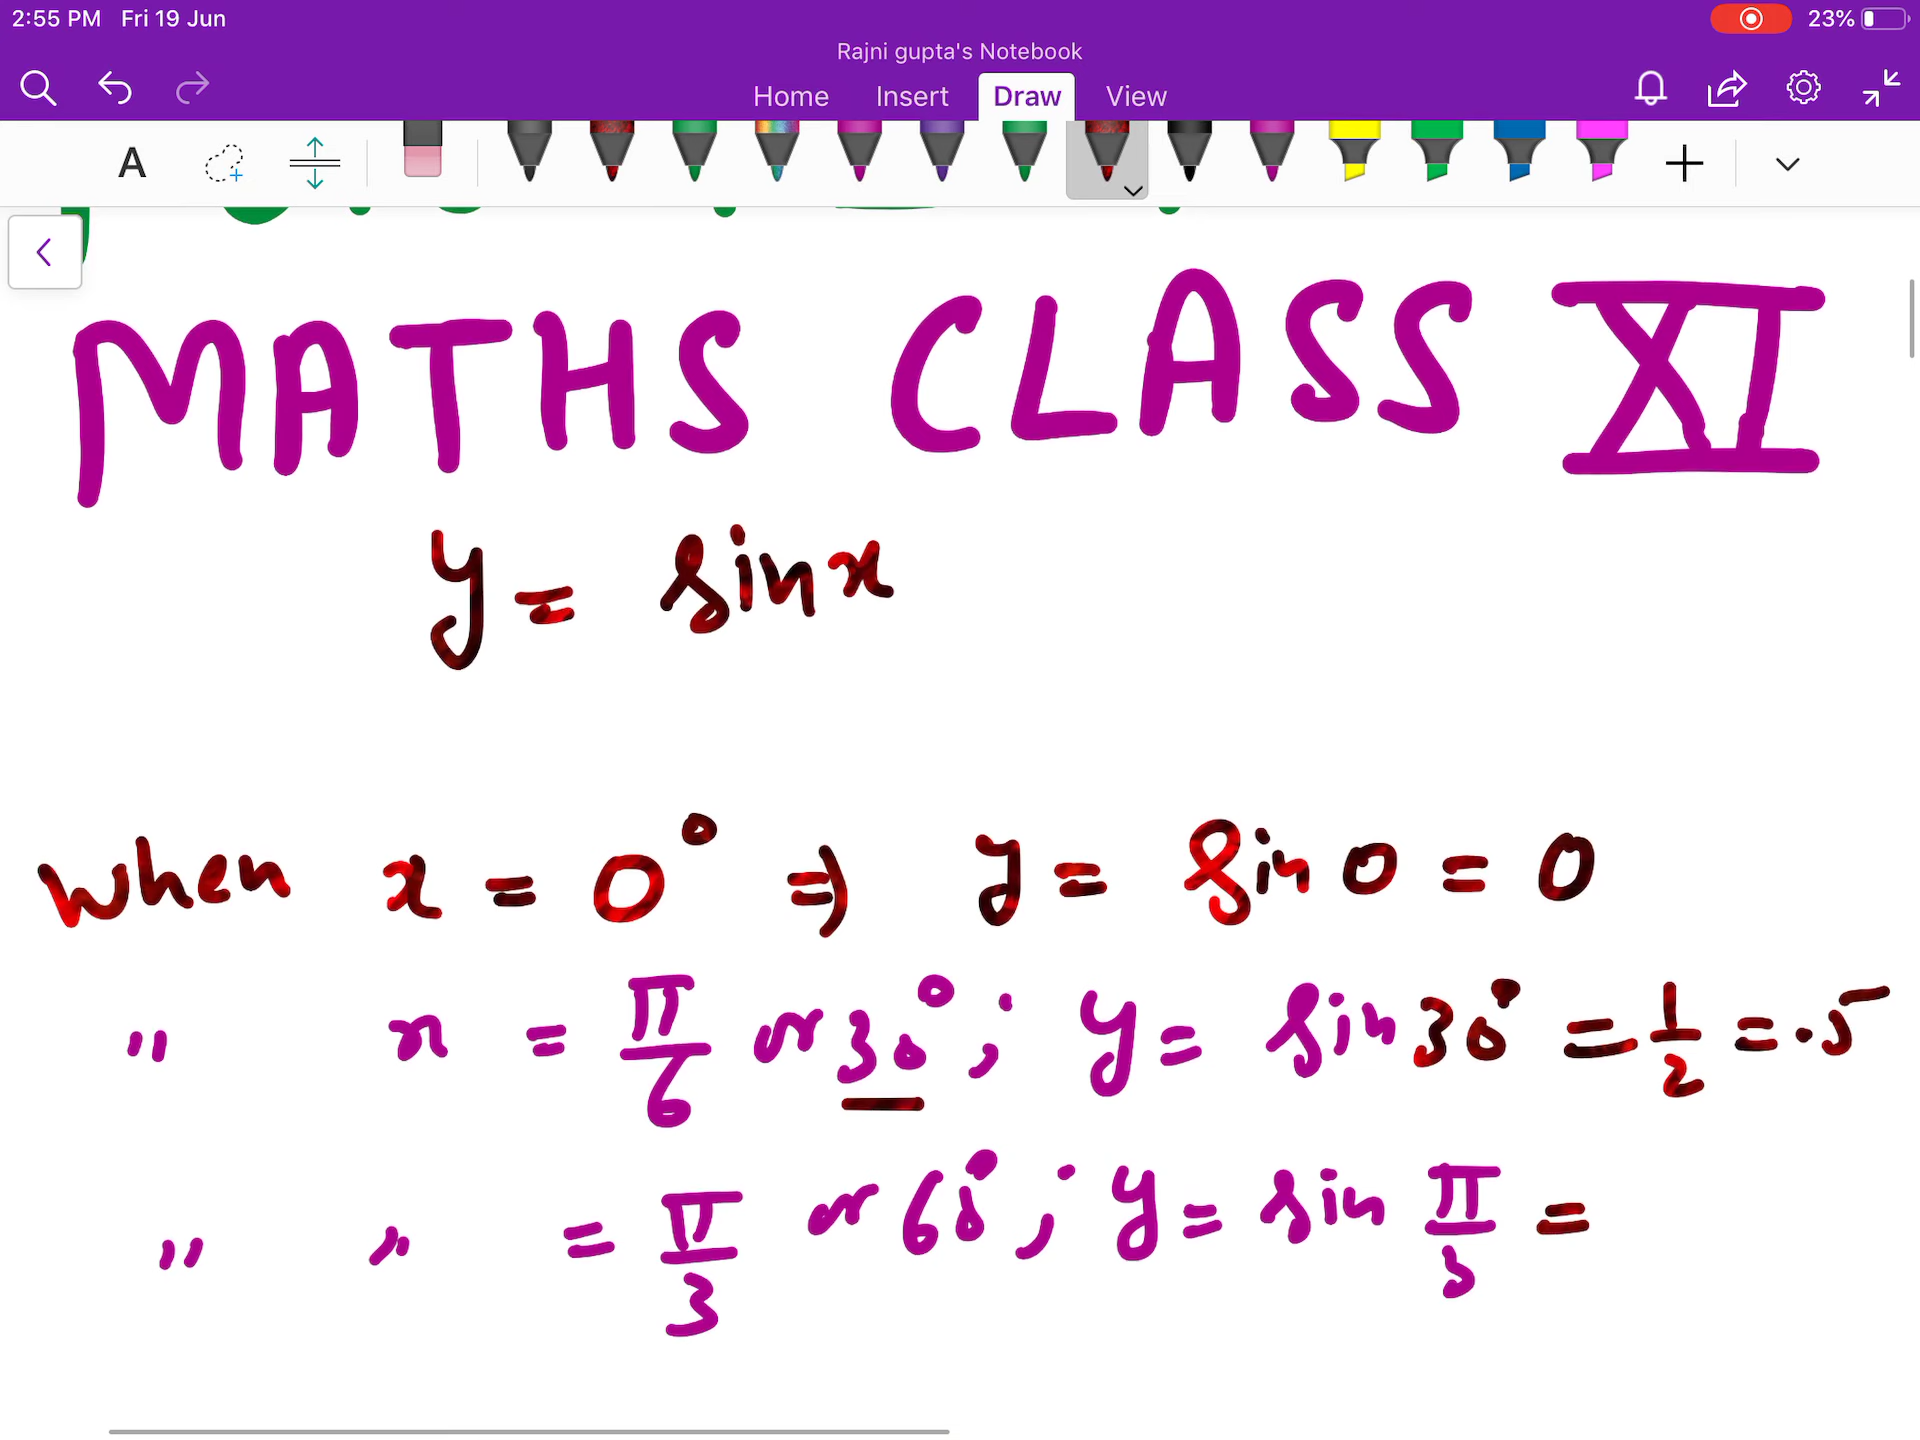 2:55 PM Fri 19 Jun 23%
Rajni gupta's Notebook
Home Insert Draw View
A
MATHS CLASS XI
y = sinx
When x = 0° ⇒ y = sin 0 = 0
" x = π/6 or 30°; y = sin 30° = 1/2 = .5
" " = π/3 or 60°; y = sin π/3 =